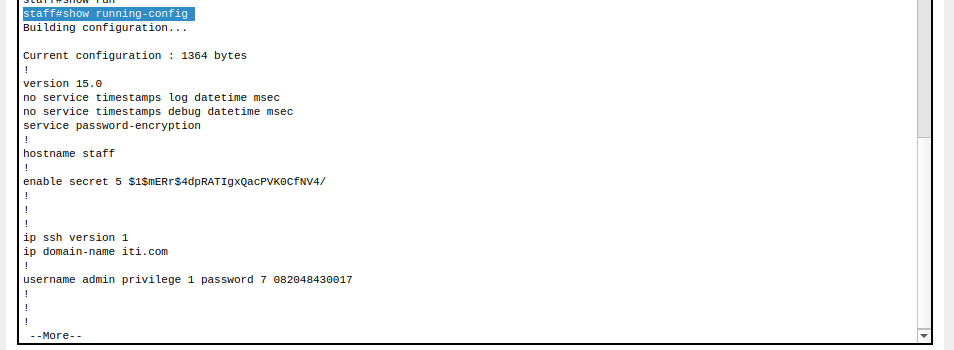 staff#show run
staff#show running-config
Building configuration...
Current configuration : 1364 bytes
!
version 15.0
no service timestamps log datetime msec
no service timestamps debug datetime msec
service password-encryption
!
hostname staff
!
enable secret 5 $1$mERr$4dpRATIgxQacPVK0CfNV4/
!
!
!
ip ssh version 1
ip domain-name iti.com
!
username admin privilege 1 password 7 082048430017
!
!
!
--More--